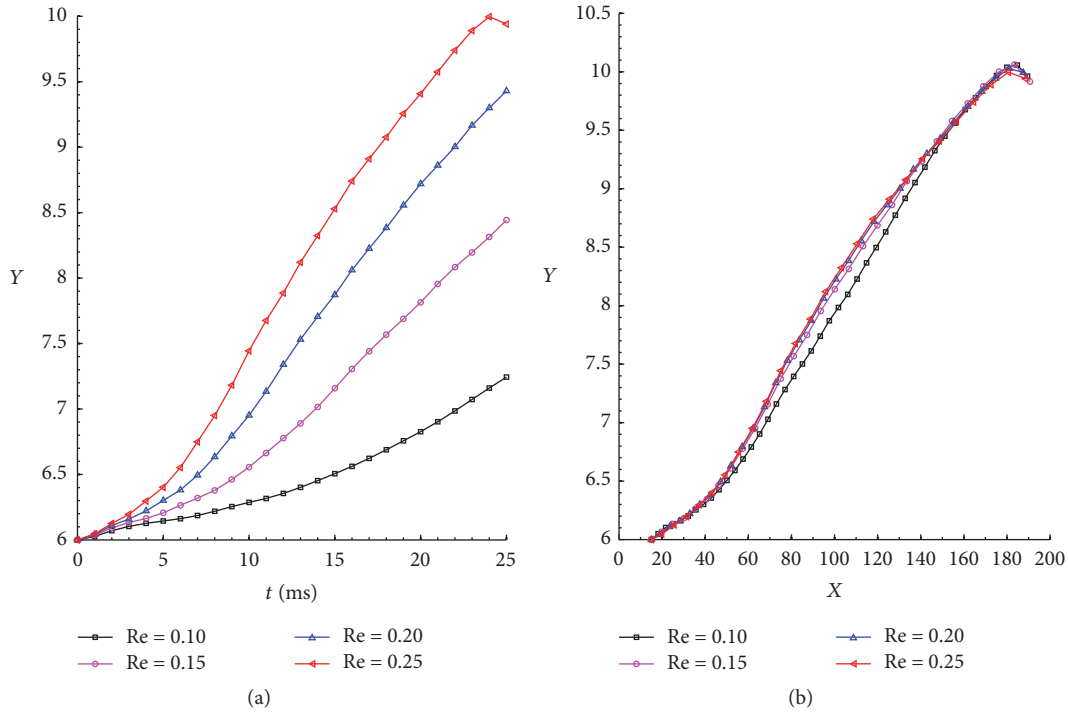 10
9.5
9
8.5
Y
8
7.5
7
6.5
6
0 5 10 15 20 25
t (ms)
Re = 0.10 Re = 0.20
Re = 0.15 Re = 0.25
(a)
10.5
10
9.5
9
8.5
Y
8
7.5
7
6.5
6
0 20 40 60 80 100 120 140 160 180 200
X
Re = 0.10 Re = 0.20
Re = 0.15 Re = 0.25
(b)